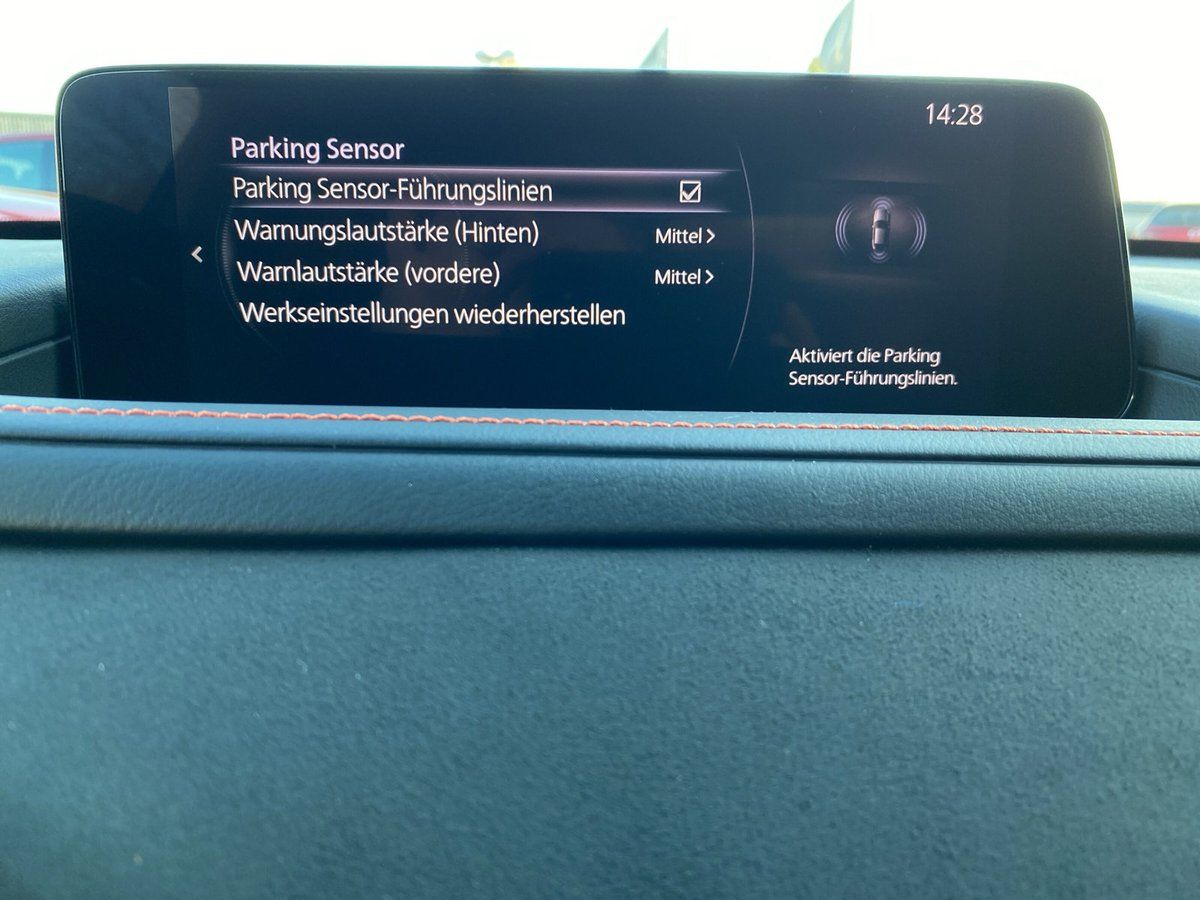 14:28
Parking Sensor
Parking Sensor-Führungslinien
Warnungslautstärke (Hinten) Mittel
Warnlautstärke (vordere) Mittel
Werkseinstellungen wiederherstellen
Aktiviert die Parking
Sensor-Führungslinien.